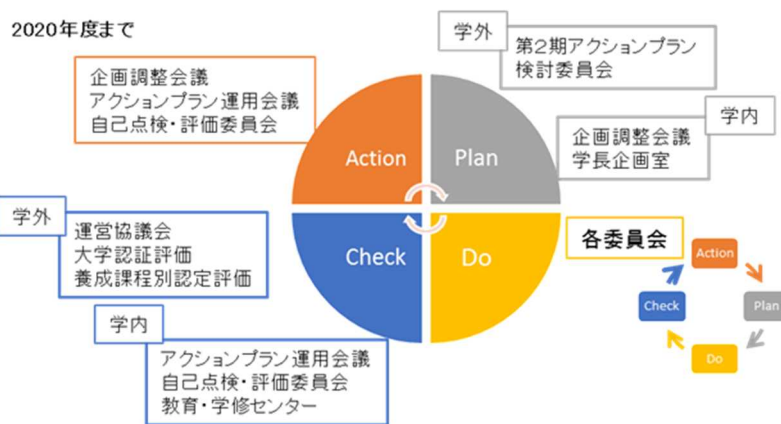 2020年度まで
学外
第2期アクションプラン
検討委員会
企画調整会議
アクションプラン運用会議
自己点検・評価委員会
学内
企画調整会議
学長企画室
Action
Plan
学外
運営協議会
大学認証評価
養成課程別認定評価
Check
Do
各委員会
学内
アクションプラン運用会議
自己点検・評価委員会
教育・学修センター
Action
Check
Plan
Do